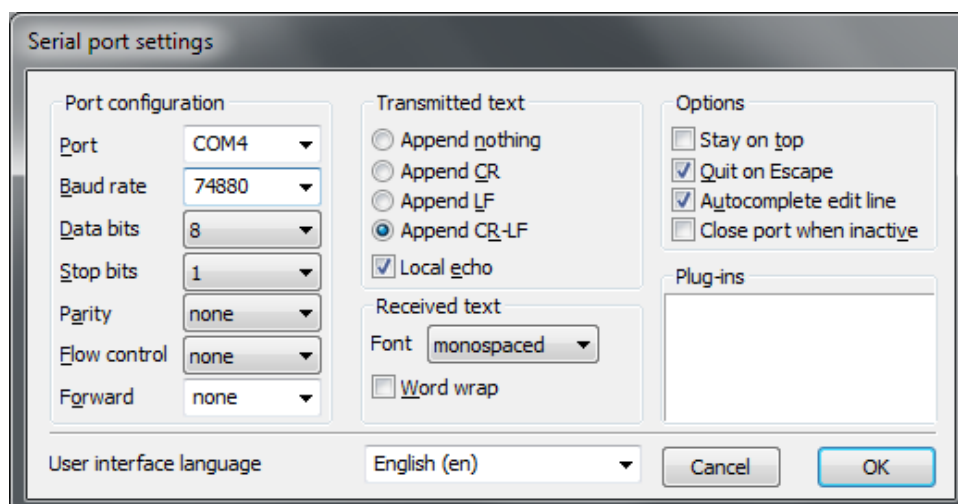 Serial port settings
Port configuration
Port COM4
Baud rate 74880
Data bits 8
Stop bits 1
Parity none
Flow control none
Forward none
Transmitted text
Append nothing
Append CR
Append LF
Append CR-LF
Local echo
Received text
Font monospaced
Word wrap
Options
Stay on top
Quit on Escape
Autocomplete edit line
Close port when inactive
Plug-ins
User interface language English (en) Cancel OK